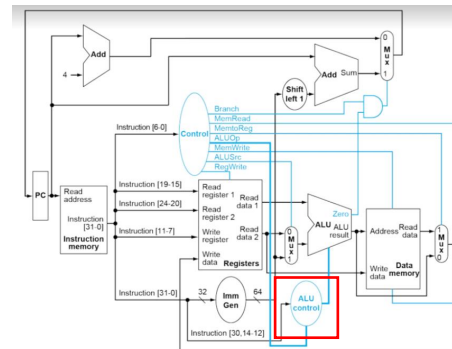 Add
4
0
M
u
x
1
Add Sum
Shift
left 1
Branch
MemRead
MemtoReg
ALUOp
MemWrite
ALUSrc
RegWrite
Control
Instruction [6-0]
PC
Read
address
Instruction
[31-0]
Instruction
memory
Instruction [19-15]
Instruction [24-20]
Instruction [11-7]
Read
register 1
Read
register 2
Write
register
Write
data
Read
data 1
Read
data 2
Registers
0
M
u
x
1
Zero
ALU
ALU
result
Address
Read
data
Data
memory
Write
data
1
M
u
x
0
Instruction [31-0]
32
Imm
Gen
64
ALU
control
Instruction [30,14-12]